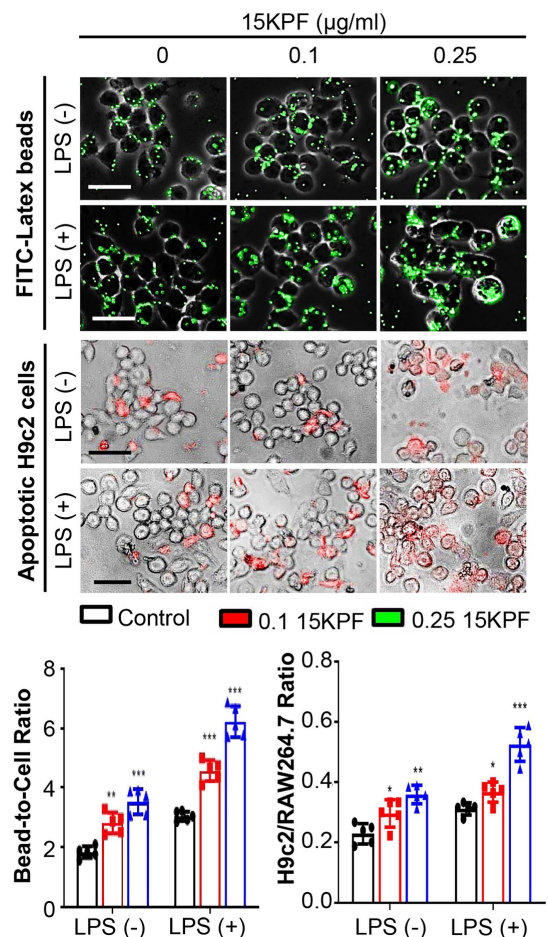 15KPF (µg/ml)
0 0.1 0.25
FITC-Latex beads
LPS (-)
LPS (+)
Apoptotic H9c2 cells
LPS (-)
LPS (+)
Control 0.1 15KPF 0.25 15KPF
Bead-to-Cell Ratio
8
6
4
2
0
** *** *** ***
LPS (-) LPS (+)
H9c2/RAW264.7 Ratio
0.8
0.6
0.4
0.2
0.0
* ** * ***
LPS (-) LPS (+)